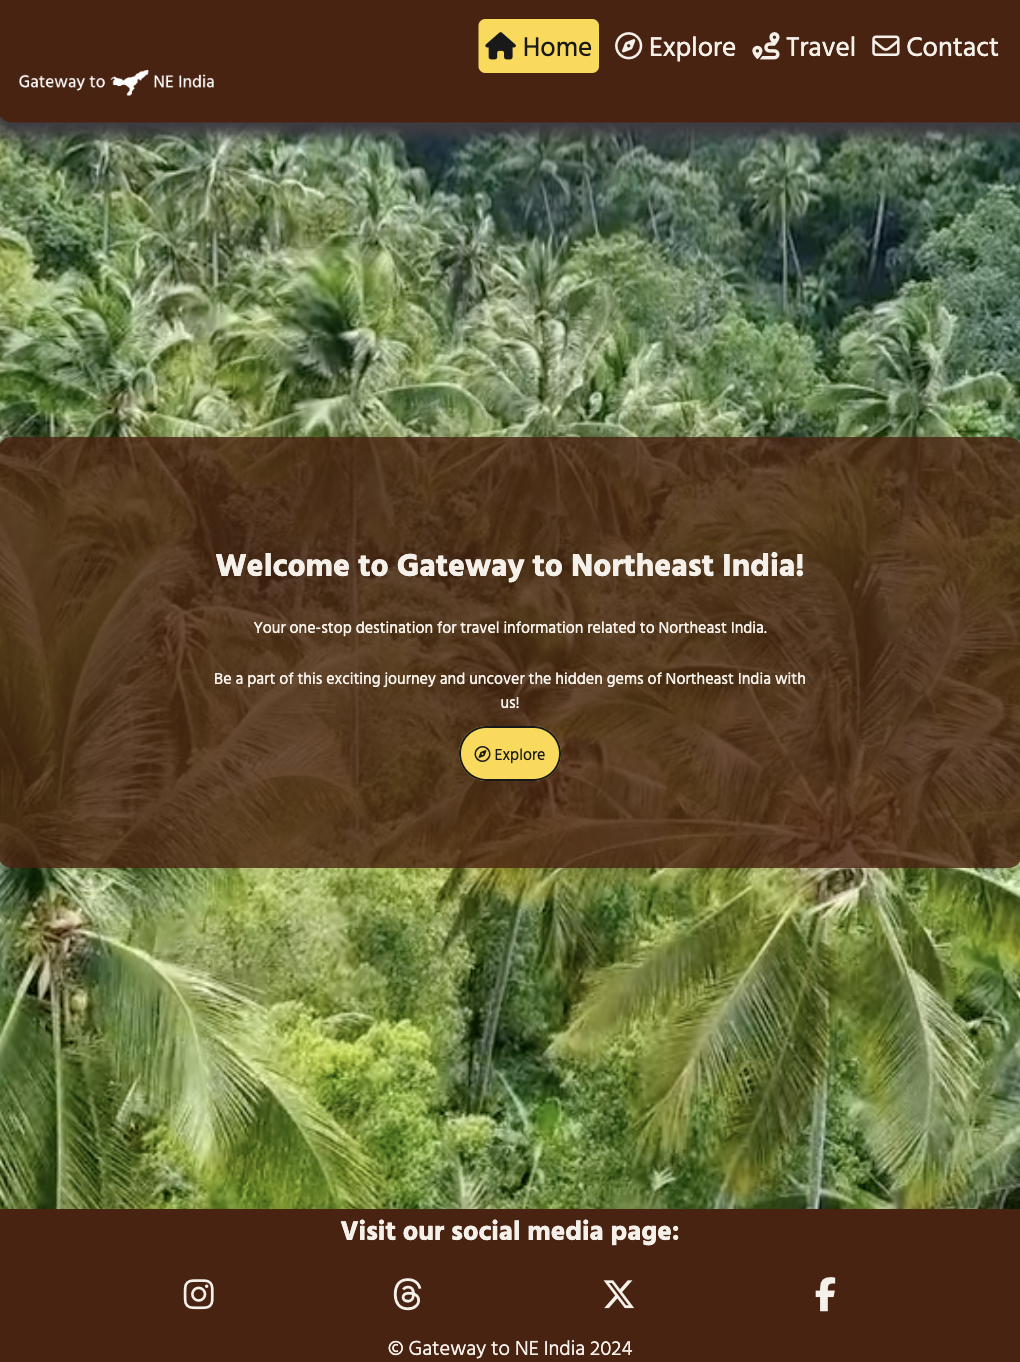 Home Explore Travel Contact
Gateway to NE India
Welcome to Gateway to Northeast India!
Your one-stop destination for travel information related to Northeast India.
Be a part of this exciting journey and uncover the hidden gems of Northeast India with
us!
Explore
Visit our social media page:
© Gateway to NE India 2024